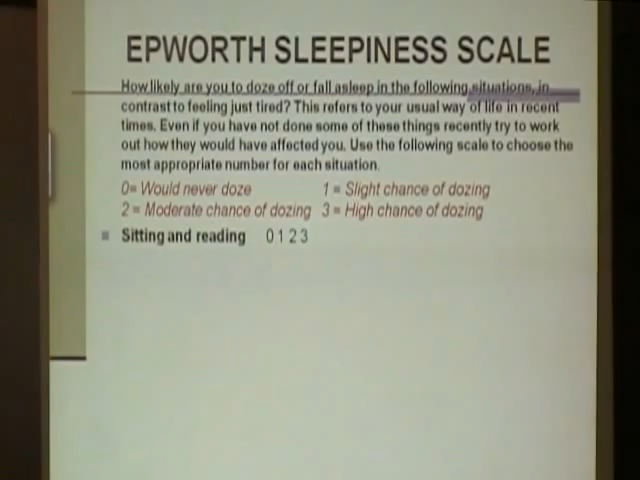 EPWORTH SLEEPINESS SCALE
How likely are you to doze off or fall asleep in the following situations, in
contrast to feeling just tired? This refers to your usual way of life in recent
times. Even if you have not done some of these things recently try to work
out how they would have affected you. Use the following scale to choose the
most appropriate number for each situation.
0= Would never doze 1 = Slight chance of dozing
2 = Moderate chance of dozing 3 = High chance of dozing
Sitting and reading 0 1 2 3